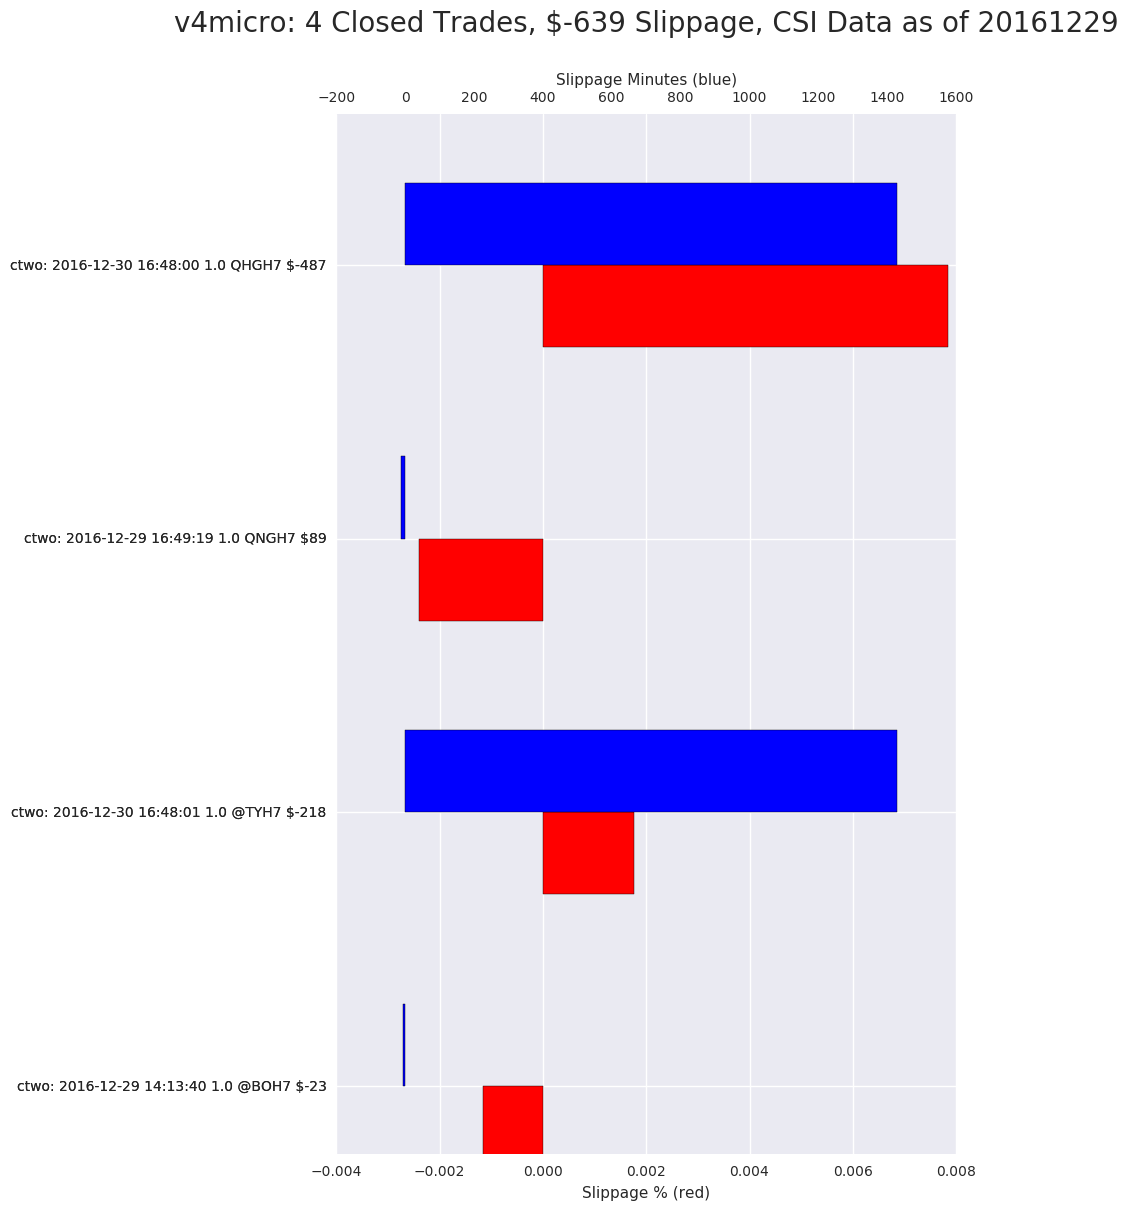 v4micro: 4 Closed Trades, $-639 Slippage, CSI Data as of 20161229
Slippage Minutes (blue)
−200 0 200 400 600 800 1000 1200 1400 1600
ctwo: 2016-12-30 16:48:00 1.0 QHGH7 $-487
ctwo: 2016-12-29 16:49:19 1.0 QNGH7 $89
ctwo: 2016-12-30 16:48:01 1.0 @TYH7 $-218
ctwo: 2016-12-29 14:13:40 1.0 @BOH7 $-23
−0.004 −0.002 0.000 0.002 0.004 0.006 0.008
Slippage % (red)